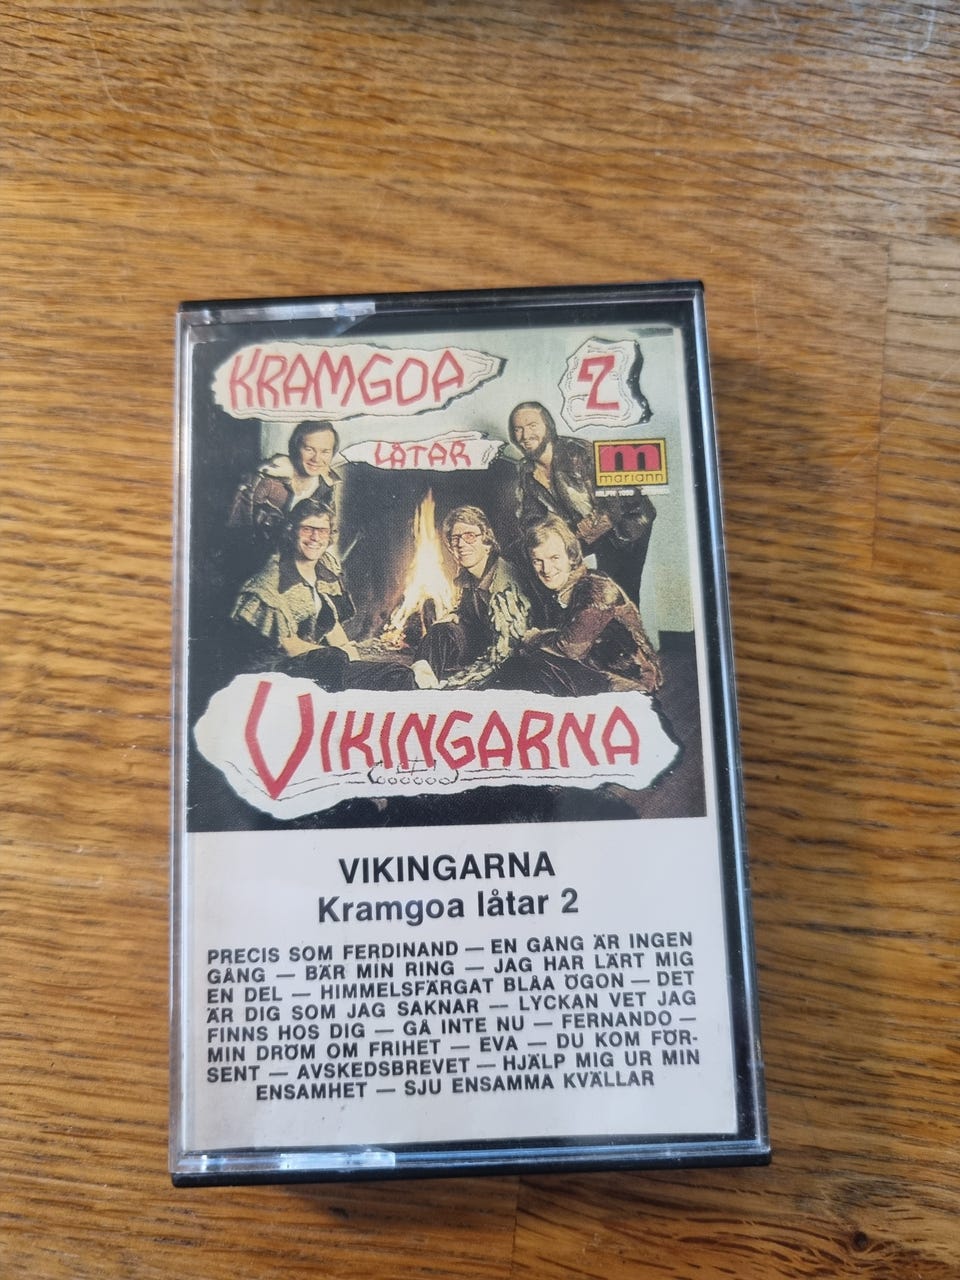 KRAMGOA
2
LÅTAR
m
mariann
VIKINGARNA
VIKINGARNA
Kramgoa låtar 2
PRECIS SOM FERDINAND — EN GÅNG ÄR INGEN
GÅNG — BÄR MIN RING — JAG HAR LÄRT MIG
EN DEL — HIMMELSFÄRGAT BLÅA ÖGON — DET
ÄR DIG SOM JAG SAKNAR — LYCKAN VET JAG
FINNS HOS DIG — GÅ INTE NU — FERNANDO —
MIN DRÖM OM FRIHET — EVA — DU KOM FÖR-
SENT — AVSKEDSBREVET — HJÄLP MIG UR MIN
ENSAMHET — SJU ENSAMMA KVÄLLAR